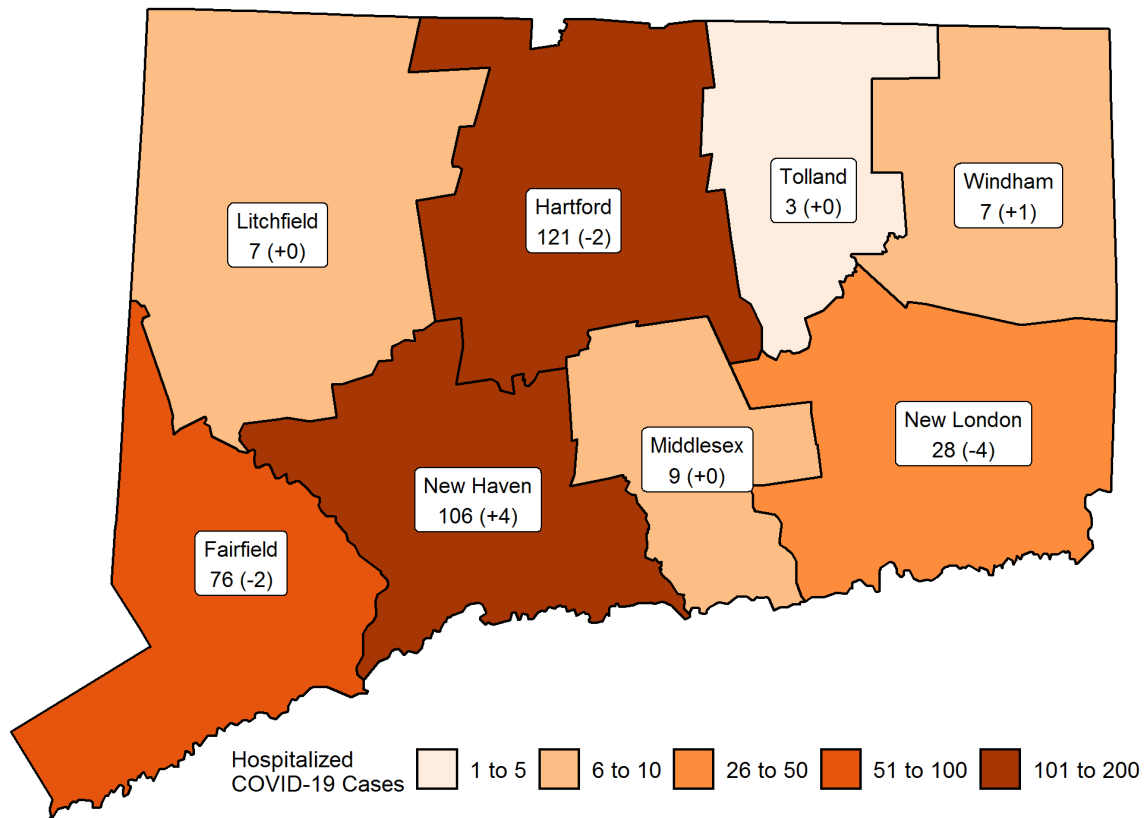 Tolland
3 (+0)
Windham
7 (+1)
Hartford
121 (-2)
Litchfield
7 (+0)
New London
28 (-4)
Middlesex
9 (+0)
New Haven
106 (+4)
Fairfield
76 (-2)
Hospitalized
COVID-19 Cases
1 to 5
6 to 10
26 to 50
51 to 100
101 to 200